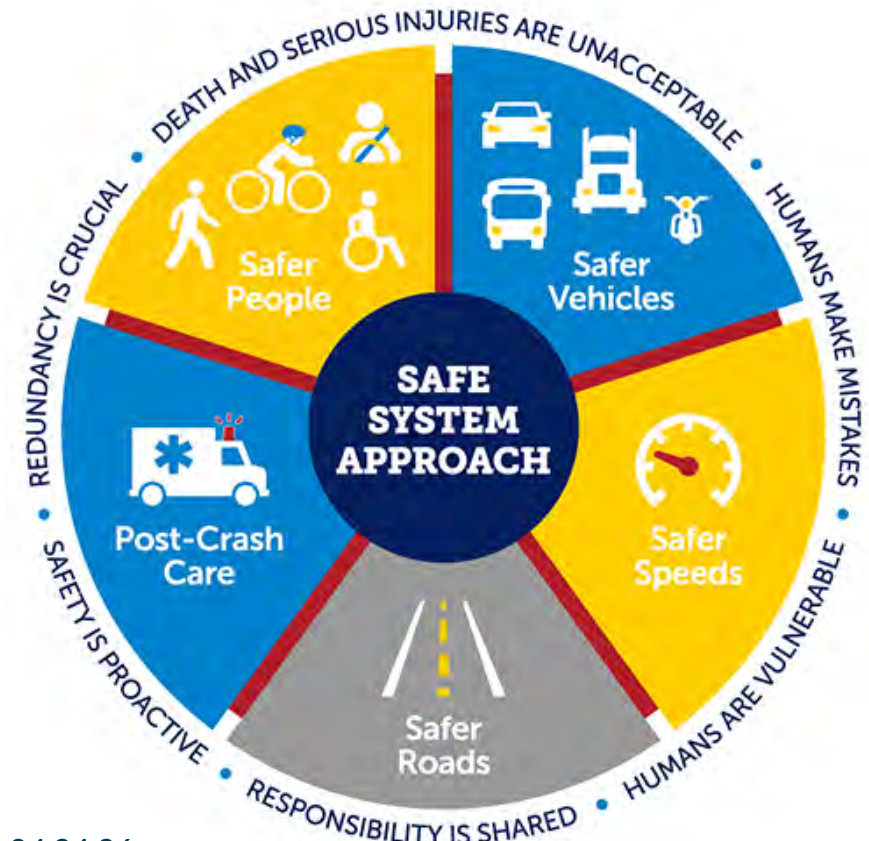 DEATH AND SERIOUS INJURIES ARE UNACCEPTABLE
HUMANS MAKE MISTAKES
HUMANS ARE VULNERABLE
RESPONSIBILITY IS SHARED
SAFETY IS PROACTIVE
REDUNDANCY IS CRUCIAL
Safer
People
Safer
Vehicles
SAFE
SYSTEM
APPROACH
Post-Crash
Care
Safer
Speeds
Safer
Roads